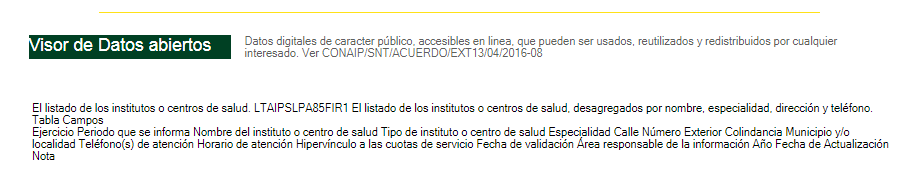 Visor de Datos abiertos
Datos digitales de caracter público, accesibles en linea, que pueden ser usados, reutilizados y redistribuidos por cualquier
interesado. Ver CONAIP/SNT/ACUERDO/EXT13/04/2016-08
El listado de los institutos o centros de salud. LTAIPSLPA85FIR1 El listado de los institutos o centros de salud, desagregados por nombre, especialidad, dirección y teléfono.
Tabla Campos
Ejercicio Periodo que se informa Nombre del instituto o centro de salud Tipo de instituto o centro de salud Especialidad Calle Número Exterior Colindancia Municipio y/o
localidad Teléfono(s) de atención Horario de atención Hipervínculo a las cuotas de servicio Fecha de validación Área responsable de la información Año Fecha de Actualización
Nota